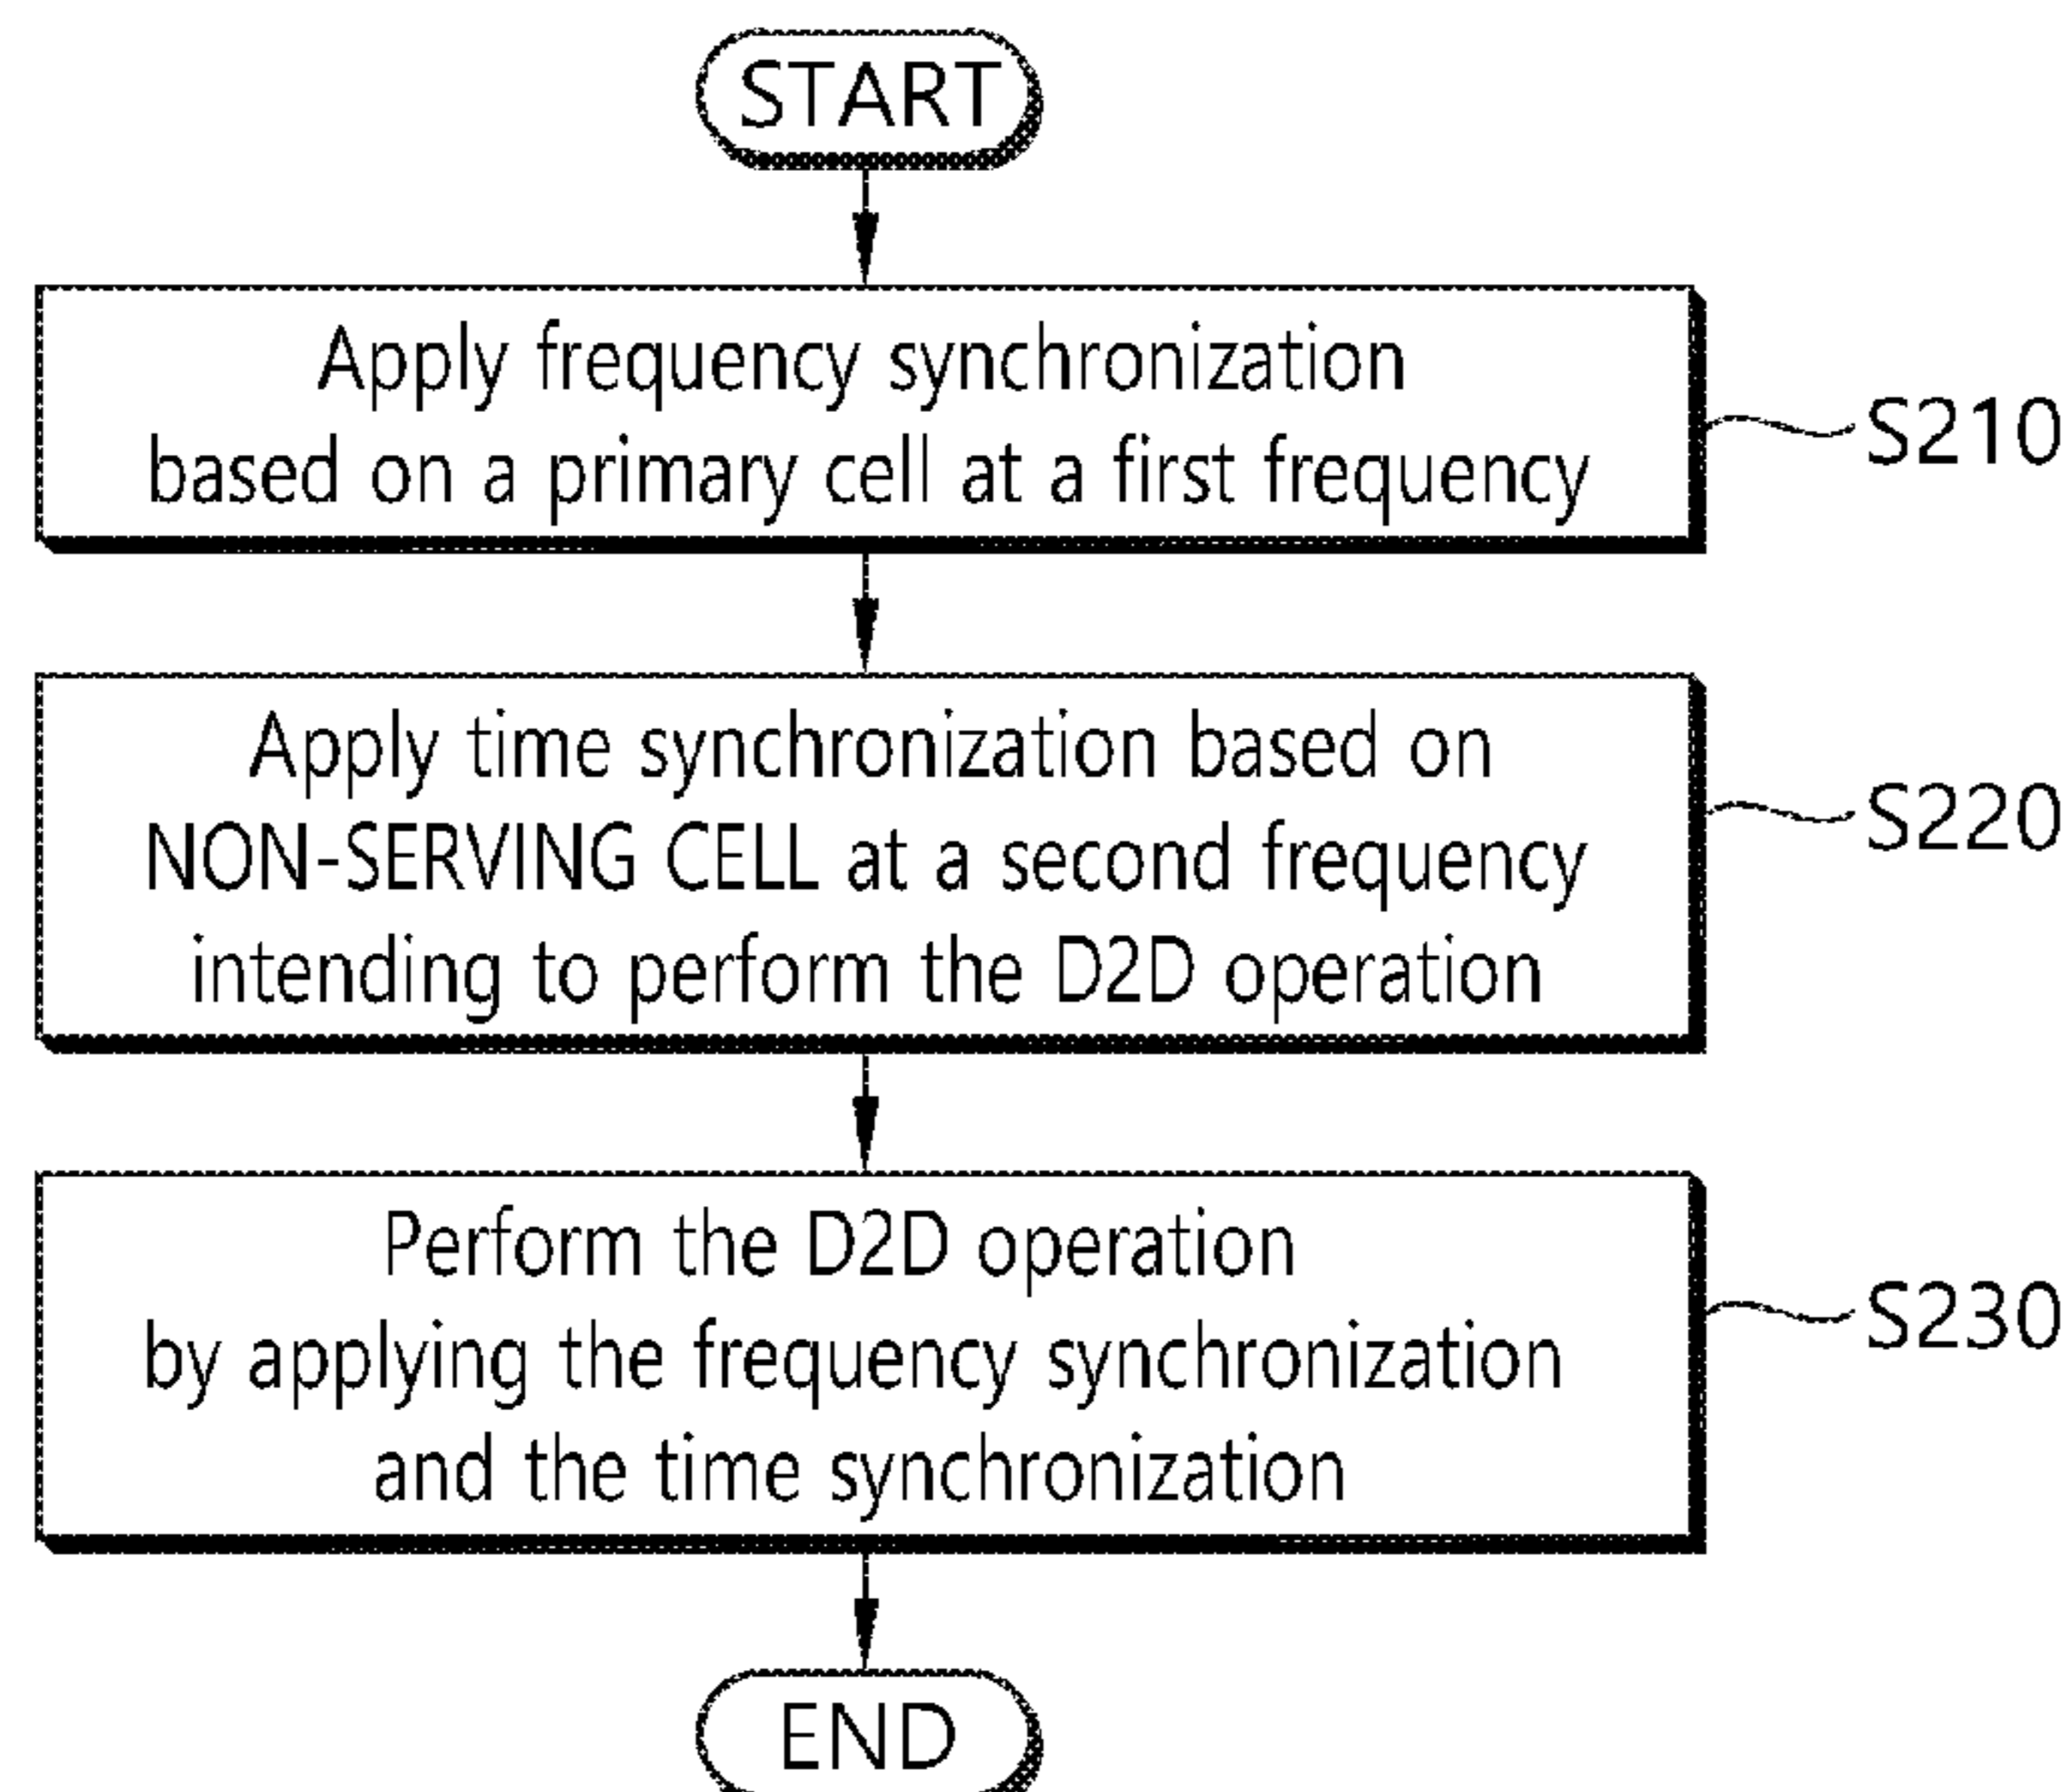 START
Apply frequency synchronization
based on a primary cell at a first frequency
S210
Apply time synchronization based on
NON-SERVING CELL at a second frequency
intending to perform the D2D operation
S220
Perform the D2D operation
by applying the frequency synchronization
and the time synchronization
S230
END